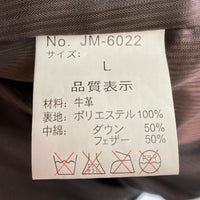 No. JM-6022
サイズ:
L
品質表示
材料: 牛革
裏地: ポリエステル100%
中綿: ダウン 50%
フェザー 50%